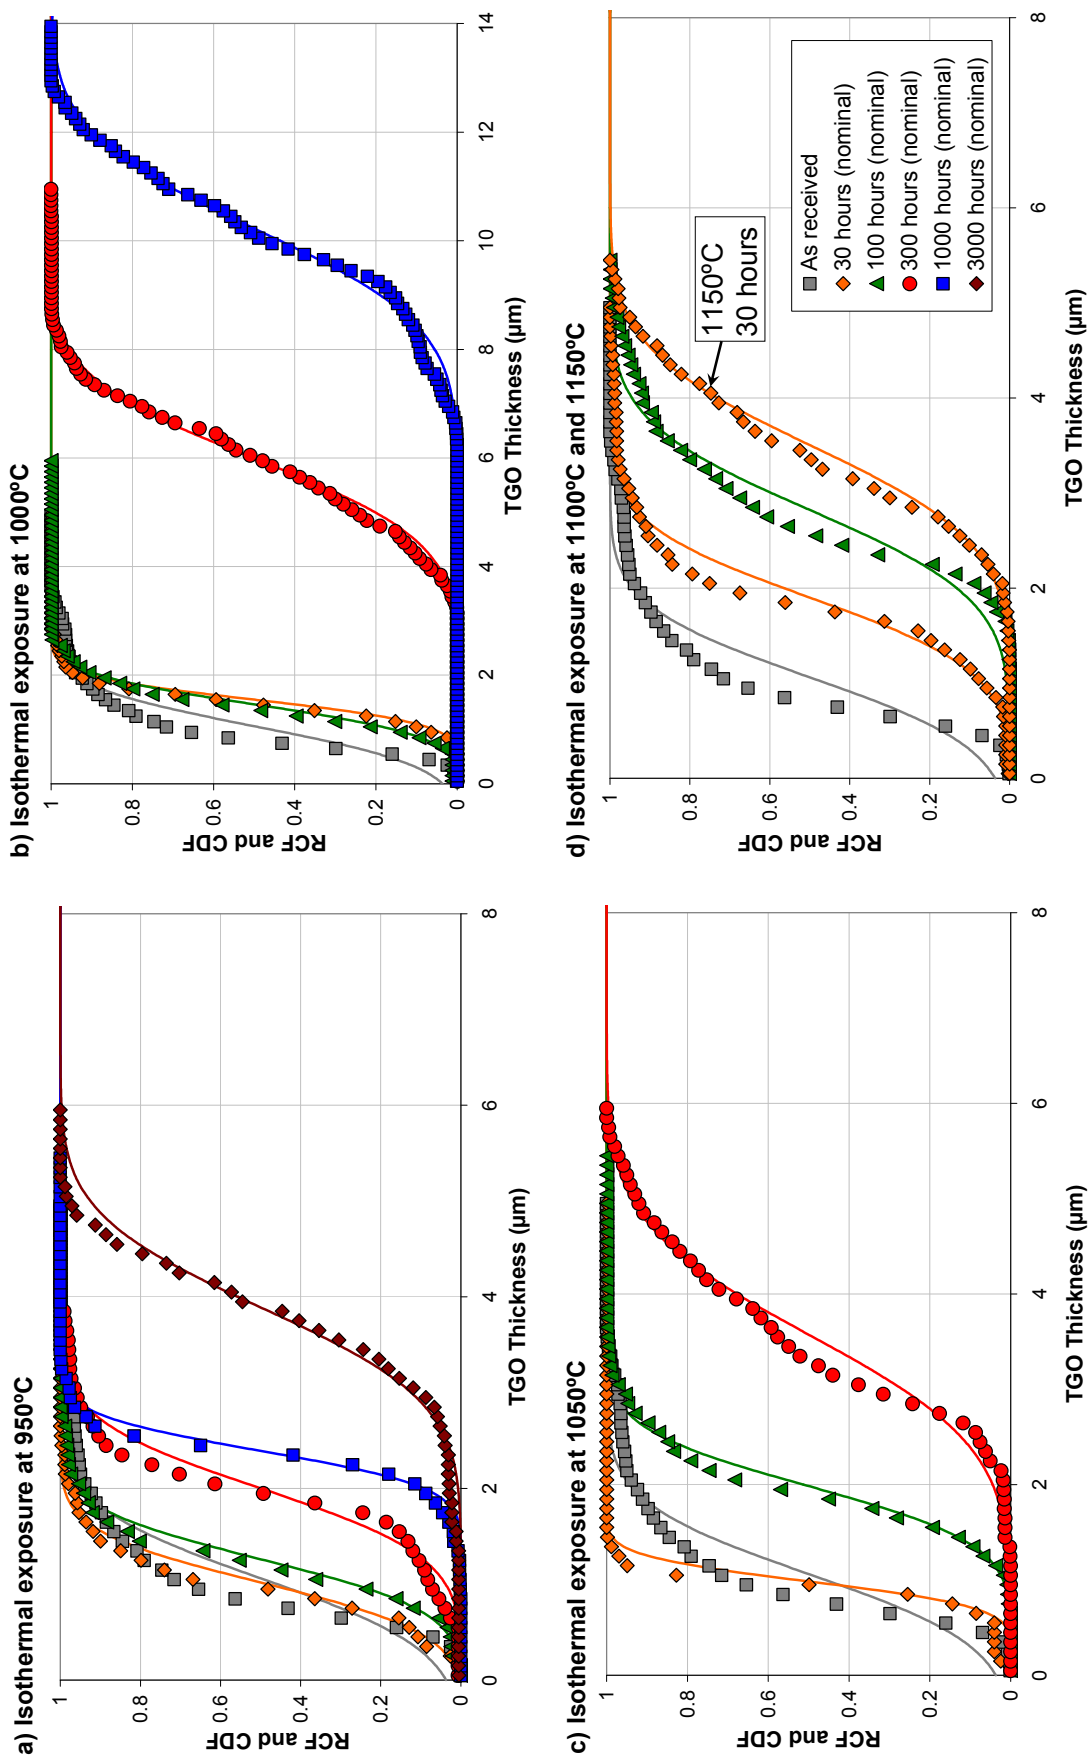 a) Isothermal exposure at 950ºC
RCF and CDF
1
0.8
0.6
0.4
0.2
0
0
2
4
6
8
TGO Thickness (µm)
b) Isothermal exposure at 1000ºC
RCF and CDF
1
0.8
0.6
0.4
0.2
0
0
2
4
6
8
10
12
14
TGO Thickness (µm)
c) Isothermal exposure at 1050ºC
RCF and CDF
1
0.8
0.6
0.4
0.2
0
0
2
4
6
8
TGO Thickness (µm)
d) Isothermal exposure at 1100ºC and 1150ºC
RCF and CDF
1
0.8
0.6
0.4
0.2
0
0
2
4
6
8
TGO Thickness (µm)
1150ºC
30 hours
As received
30 hours (nominal)
100 hours (nominal)
300 hours (nominal)
1000 hours (nominal)
3000 hours (nominal)